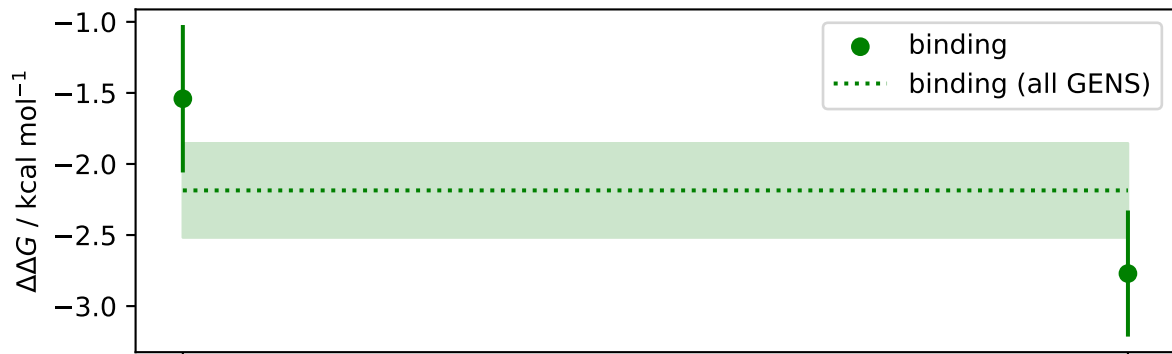 −1.0
−1.5
−2.0
−2.5
−3.0
ΔΔG / kcal mol⁻¹
binding
binding (all GENS)